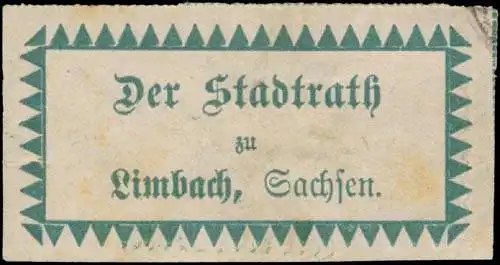 Der Stadtrath
zu
Limbach, Sachsen.